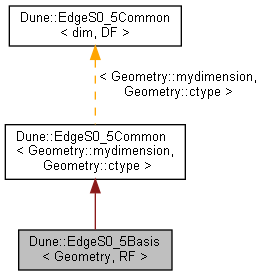 Dune::EdgeS0_5Common
< dim, DF >
< Geometry::mydimension,
Geometry::ctype >
Dune::EdgeS0_5Common
< Geometry::mydimension,
Geometry::ctype >
Dune::EdgeS0_5Basis
< Geometry, RF >